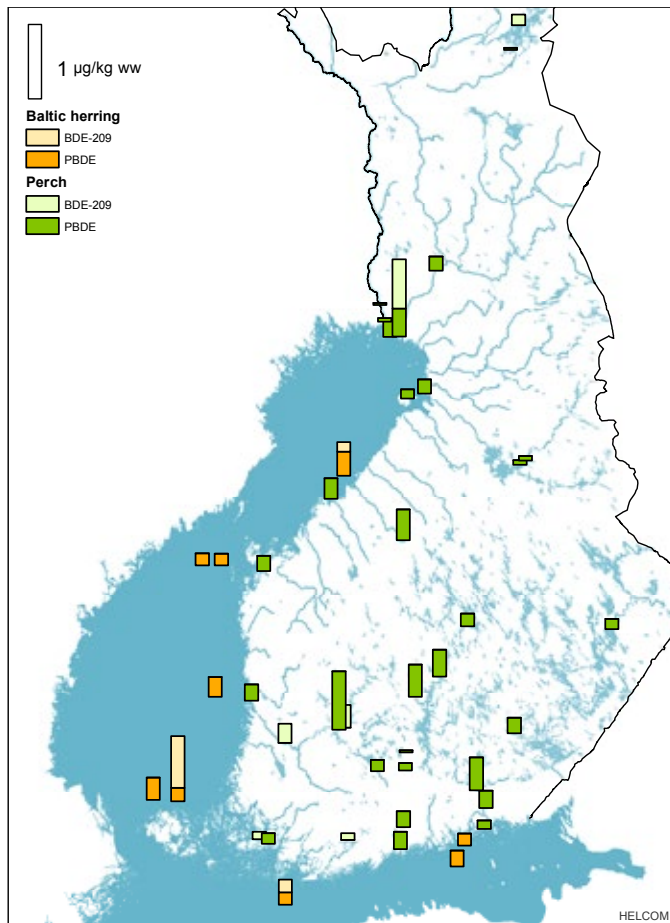 1 µg/kg ww
Baltic herring
BDE-209
PBDE
Perch
BDE-209
PBDE
HELCOM